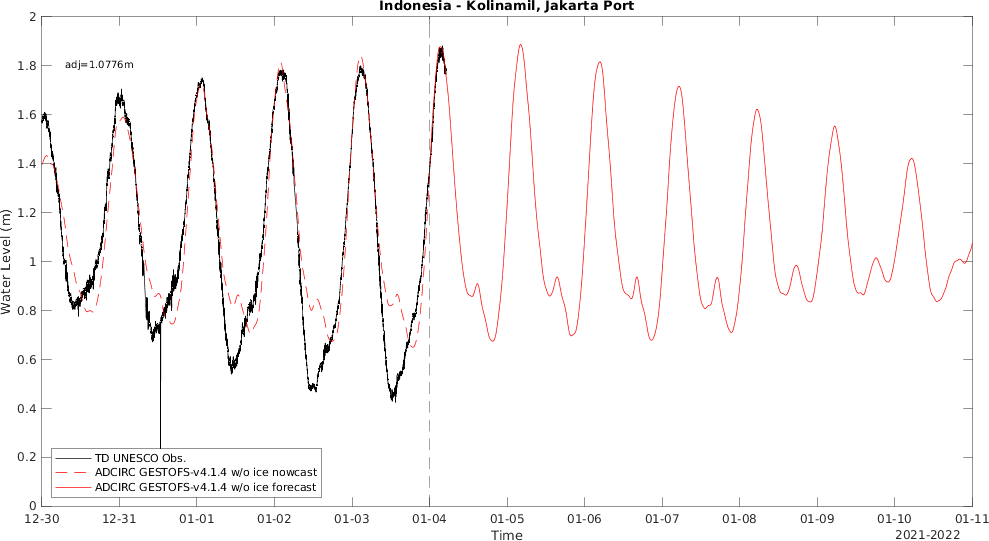 Indonesia - Kolinamil, Jakarta Port
2
adj=1.0776m
1.8
1.6
1.4
1.2
Water Level (m)
1
0.8
0.6
0.4
0.2
0
TD UNESCO Obs.
ADCIRC GESTOFS-v4.1.4 w/o ice nowcast
ADCIRC GESTOFS-v4.1.4 w/o ice forecast
12-30 12-31 01-01 01-02 01-03 01-04 01-05 01-06 01-07 01-08 01-09 01-10 01-11
Time
2021-2022